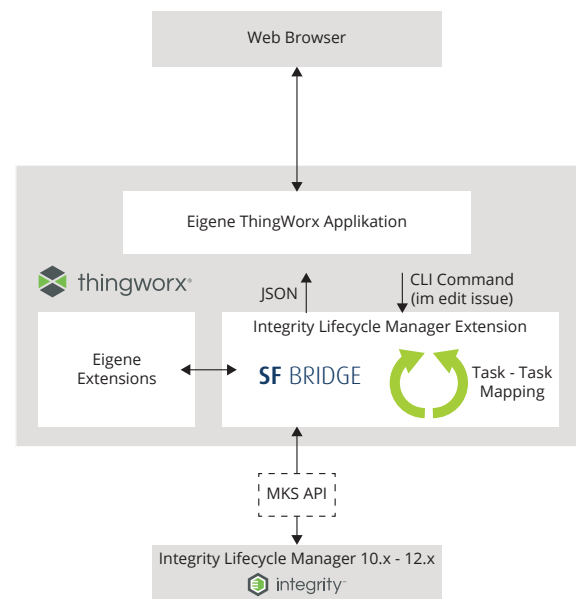 Web Browser
Eigene ThingWorx Applikation
thingworx®
JSON
CLI Command
(im edit issue)
Integrity Lifecycle Manager Extension
Eigene
Extensions
SF BRIDGE
Task - Task
Mapping
MKS API
Integrity Lifecycle Manager 10.x - 12.x
integrity™